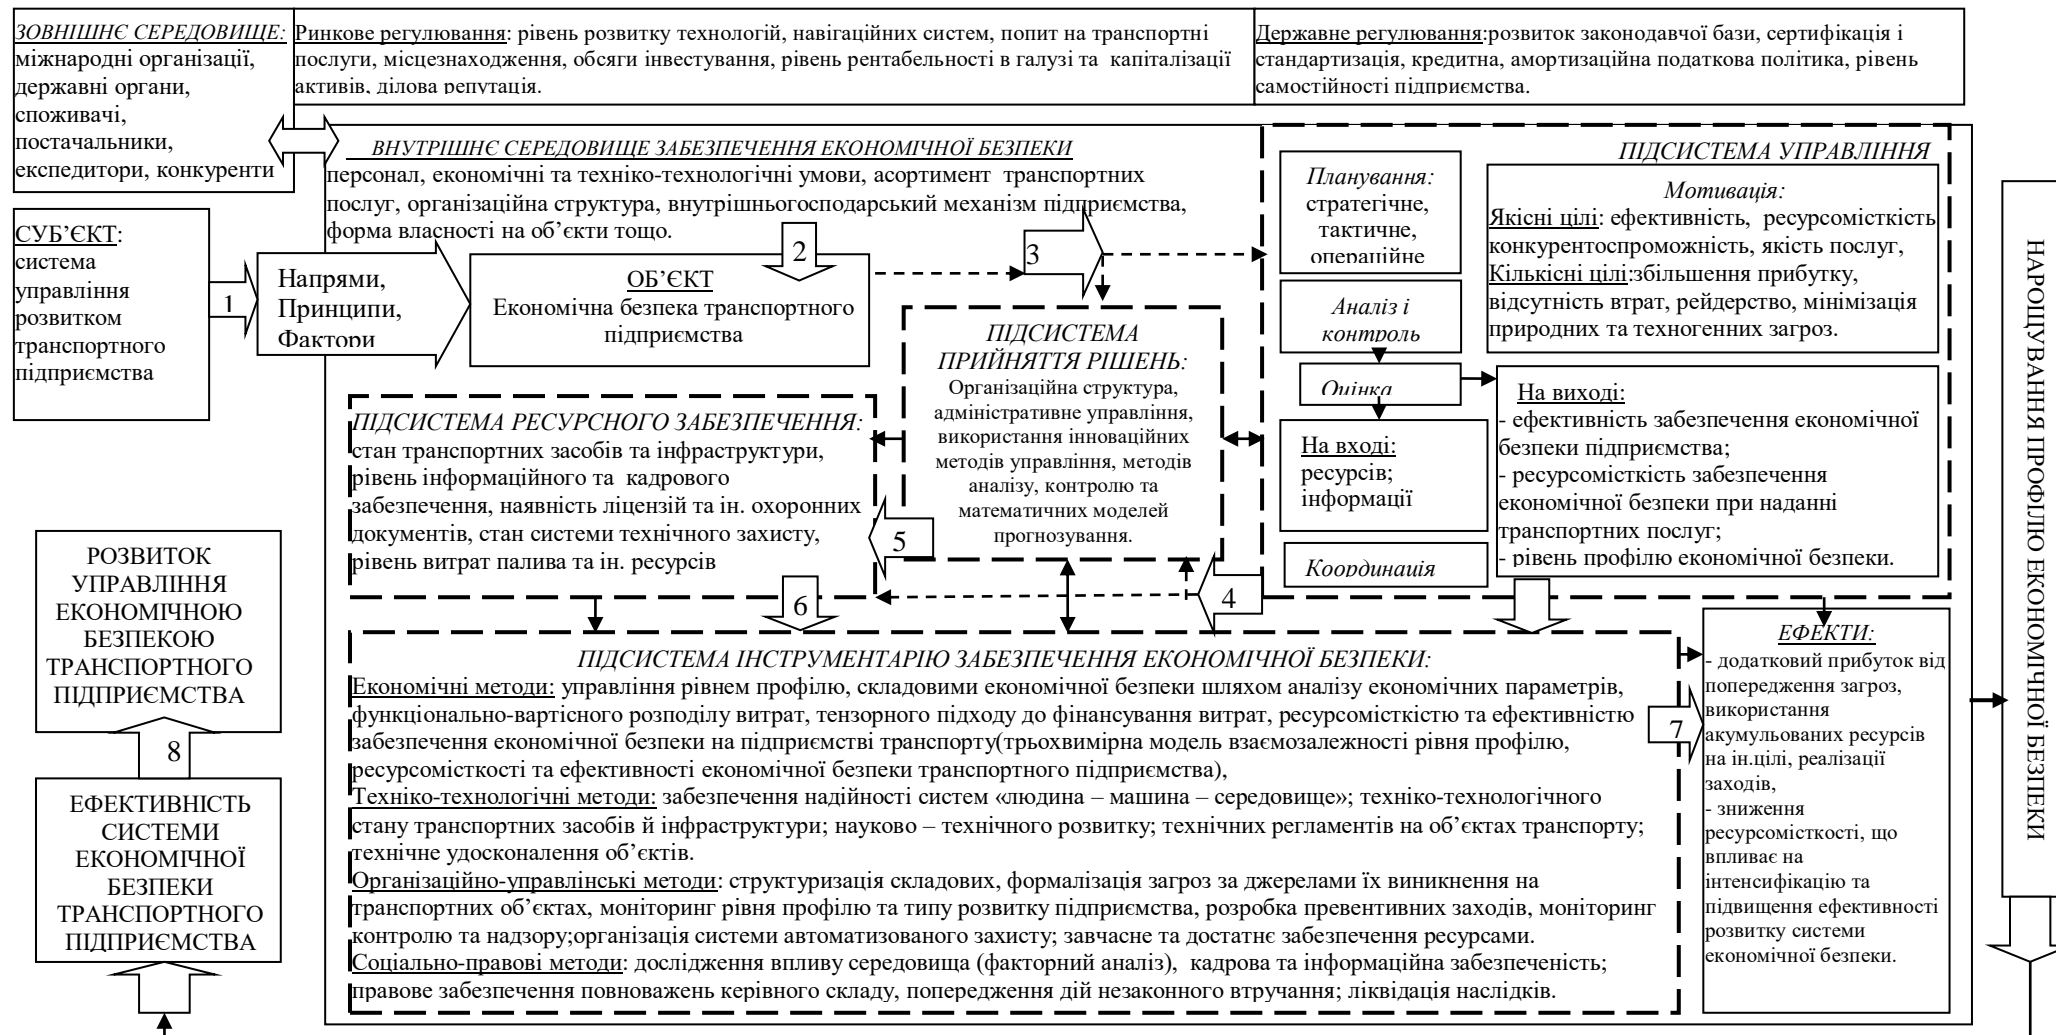 ЗОВНІШНЄ СЕРЕДОВИЩЕ:
міжнародні організації,
державні органи,
споживачі,
постачальники,
експедитори, конкуренти
Ринкове регулювання: рівень розвитку технологій, навігаційних систем, попит на транспортні
послуги, місцезнаходження, обсяги інвестування, рівень рентабельності в галузі та капіталізації
активів, ділова репутація.
Державне регулювання:розвиток законодавчої бази, сертифікація і
стандартизація, кредитна, амортизаційна податкова політика, рівень
самостійності підприємства.
СУБ’ЄКТ:
система
управління
розвитком
транспортного
підприємства
1
Напрями,
Принципи,
Фактори
ВНУТРІШНЄ СЕРЕДОВИЩЕ ЗАБЕЗПЕЧЕННЯ ЕКОНОМІЧНОЇ БЕЗПЕКИ
персонал, економічні та техніко-технологічні умови, асортимент транспортних
послуг, організаційна структура, внутрішньогосподарський механізм підприємства,
форма власності на об’єкти тощо.
2
3
ОБ’ЄКТ
Економічна безпека транспортного
підприємства
ПІДСИСТЕМА УПРАВЛІННЯ
Планування:
стратегічне,
тактичне,
операційне
Мотивація:
Якісні цілі: ефективність, ресурсомісткість
конкурентоспроможність, якість послуг,
Кількісні цілі:збільшення прибутку,
відсутність втрат, рейдерство, мінімізація
природних та техногенних загроз.
Аналіз і
контроль
Оцінка
На вході:
ресурсів;
інформації
Координація
На виході:
- ефективність забезпечення економічної
безпеки підприємства;
- ресурсомісткість забезпечення
економічної безпеки при наданні
транспортних послуг;
- рівень профілю економічної безпеки.
ПІДСИСТЕМА
ПРИЙНЯТТЯ РІШЕНЬ:
Організаційна структура,
адміністративне управління,
використання інноваційних
методів управління, методів
аналізу, контролю та
математичних моделей
прогнозування.
ПІДСИСТЕМА РЕСУРСНОГО ЗАБЕЗПЕЧЕННЯ:
стан транспортних засобів та інфраструктури,
рівень інформаційного та кадрового
забезпечення, наявність ліцензій та ін. охоронних
документів, стан системи технічного захисту,
рівень витрат палива та ін. ресурсів
5
4
6
ПІДСИСТЕМА ІНСТРУМЕНТАРІЮ ЗАБЕЗПЕЧЕННЯ ЕКОНОМІЧНОЇ БЕЗПЕКИ:
Економічні методи: управління рівнем профілю, складовими економічної безпеки шляхом аналізу економічних параметрів,
функціонально-вартісного розподілу витрат, тензорного підходу до фінансування витрат, ресурсомісткістю та ефективністю
забезпечення економічної безпеки на підприємстві транспорту(трьохвимірна модель взаємозалежності рівня профілю,
ресурсомісткості та ефективності економічної безпеки транспортного підприємства),
Техніко-технологічні методи: забезпечення надійності систем «людина – машина – середовище»; техніко-технологічного
стану транспортних засобів й інфраструктури; науково – технічного розвитку; технічних регламентів на об’єктах транспорту;
технічне удосконалення об’єктів.
Організаційно-управлінські методи: структуризація складових, формалізація загроз за джерелами їх виникнення на
транспортних об’єктах, моніторинг рівня профілю та типу розвитку підприємства, розробка превентивних заходів, моніторинг
контролю та надзору;організація системи автоматизованого захисту; завчасне та достатнє забезпечення ресурсами.
Соціально-правові методи: дослідження впливу середовища (факторний аналіз), кадрова та інформаційна забезпеченість;
правове забезпечення повноважень керівного складу, попередження дій незаконного втручання; ліквідація наслідків.
7
ЕФЕКТИ:
- додатковий прибуток від
попередження загроз,
використання
акумульованих ресурсів
на ін.цілі, реалізації
заходів,
- зниження
ресурсомісткості, що
впливає на
інтенсифікацію та
підвищення ефективності
розвитку системи
економічної безпеки.
НАРОЩУВАННЯ ПРОФІЛЮ ЕКОНОМІЧНОЇ БЕЗПЕКИ
РОЗВИТОК
УПРАВЛІННЯ
ЕКОНОМІЧНОЮ
БЕЗПЕКОЮ
ТРАНСПОРТНОГО
ПІДПРИЄМСТВА
8
ЕФЕКТИВНІСТЬ
СИСТЕМИ
ЕКОНОМІЧНОЇ
БЕЗПЕКИ
ТРАНСПОРТНОГО
ПІДПРИЄМСТВА